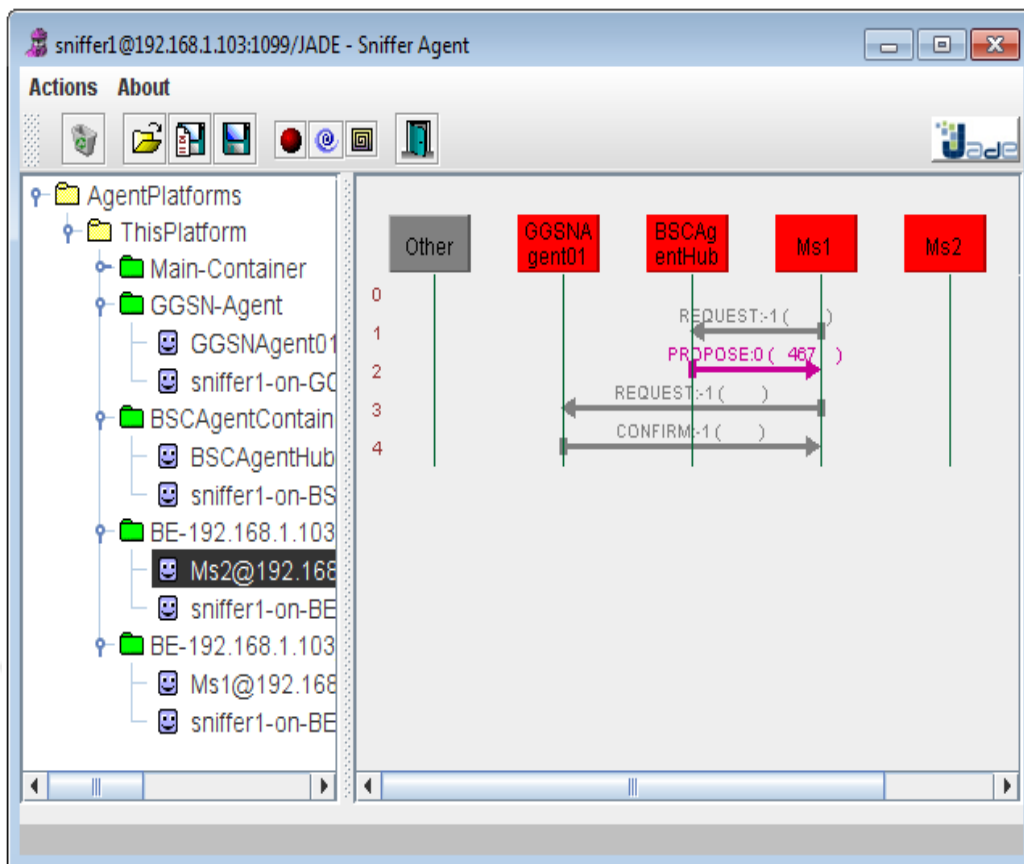 sniffer1@192.168.1.103:1099/JADE - Sniffer Agent
Actions About
Jade
AgentPlatforms
ThisPlatform
Main-Container
GGSN-Agent
GGSNAgent01
sniffer1-on-GG
BSCAgentContain
BSCAgentHub
sniffer1-on-BS
BE-192.168.1.103
Ms2@192.168
sniffer1-on-BE
BE-192.168.1.103
Ms1@192.168
sniffer1-on-BE
Other
GGSNA
gent01
BSCAg
entHub
Ms1
Ms2
0
REQUEST:-1 ( )
1
PROPOSE:0 ( 467 )
2
REQUEST:-1 ( )
3
CONFIRM:-1 ( )
4